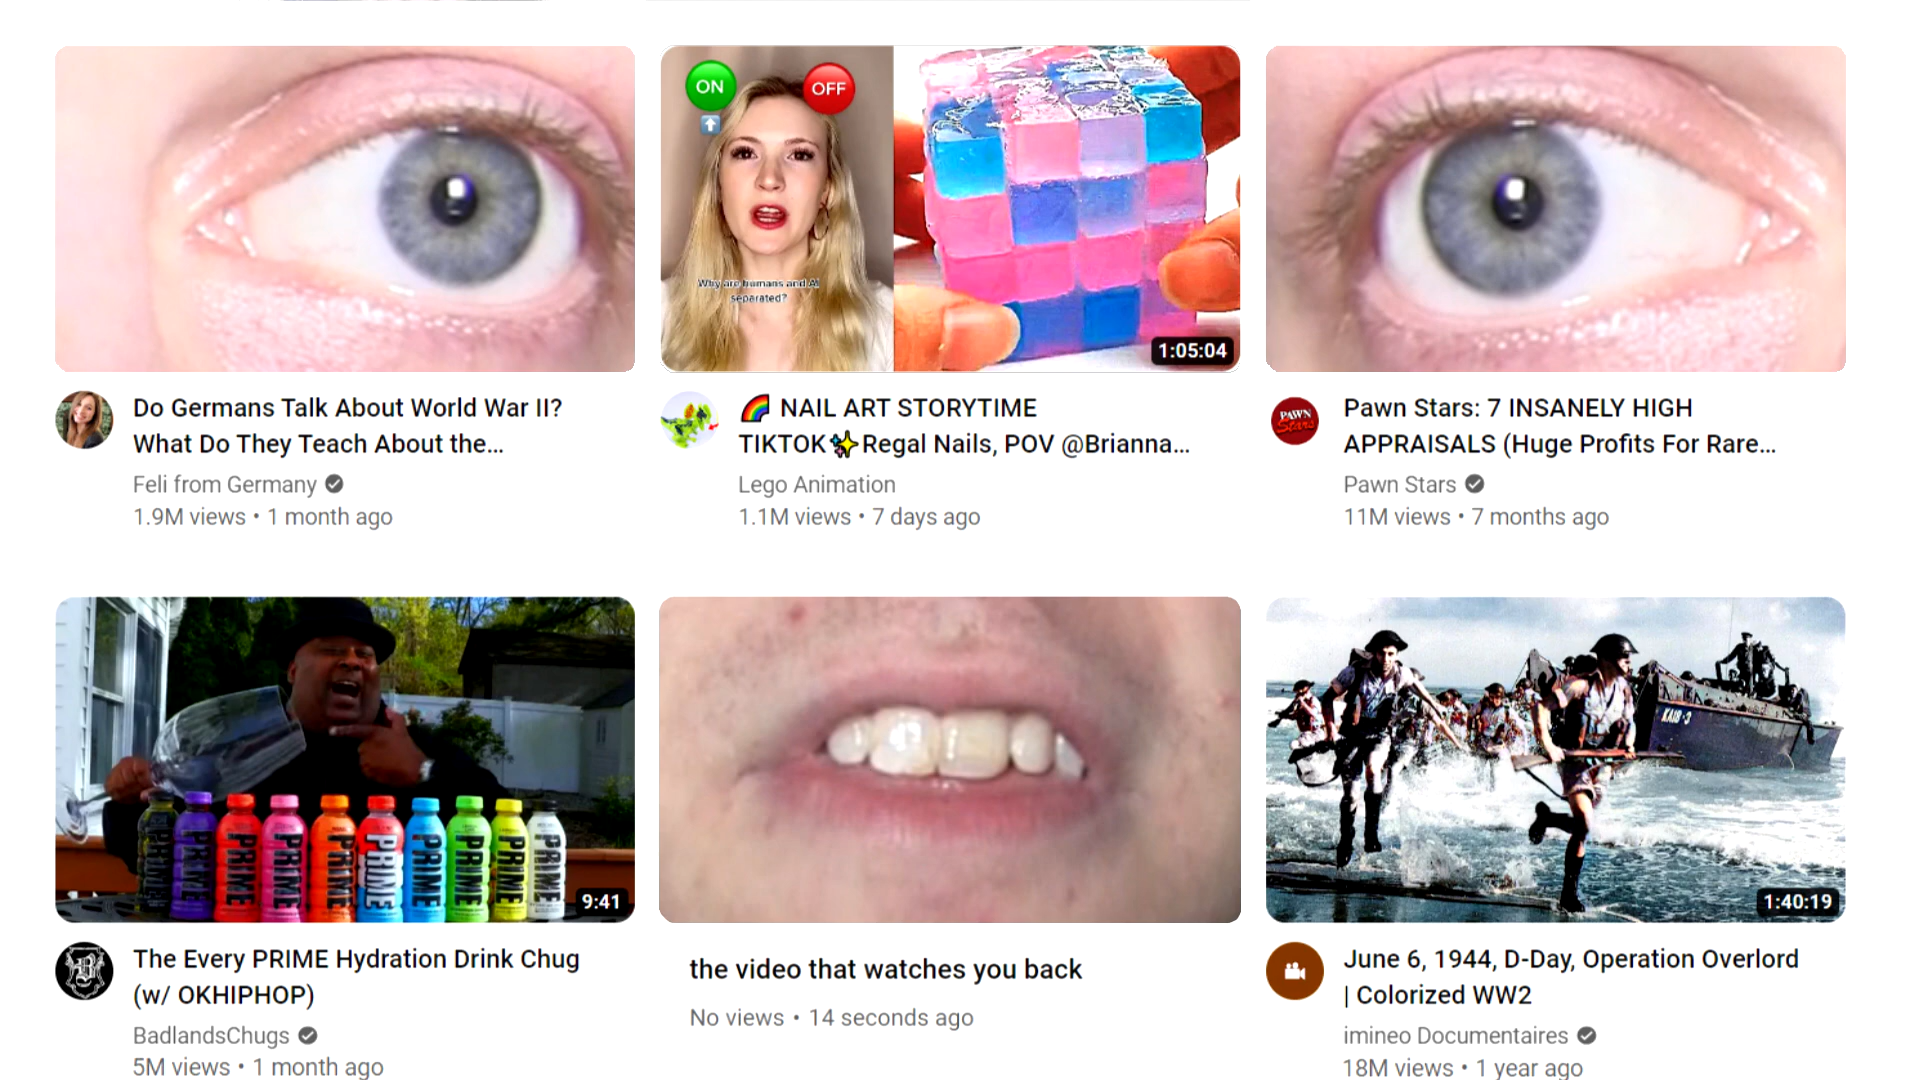 ON
OFF
Why are humans and AI
separated?
1:05:04
Do Germans Talk About World War II?
What Do They Teach About the...
Feli from Germany
1.9M views • 1 month ago
🌈 NAIL ART STORYTIME
TIKTOK✨Regal Nails, POV @Brianna...
Lego Animation
1.1M views • 7 days ago
PAWN
Stars
Pawn Stars: 7 INSANELY HIGH
APPRAISALS (Huge Profits For Rare...
Pawn Stars
11M views • 7 months ago
PRIME
PRIME
PRIME
PRIME
PRIME
PRIME
PRIME
PRIME
PRIME
PRIME
9:41
KAIB-3
1:40:19
B
The Every PRIME Hydration Drink Chug
(w/ OKHIPHOP)
BadlandsChugs
5M views • 1 month ago
the video that watches you back
No views • 14 seconds ago
June 6, 1944, D-Day, Operation Overlord
| Colorized WW2
imineo Documentaires
18M views • 1 year ago